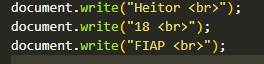 document.write("Heitor <br>");
document.write("18 <br>");
document.write("FIAP <br>");